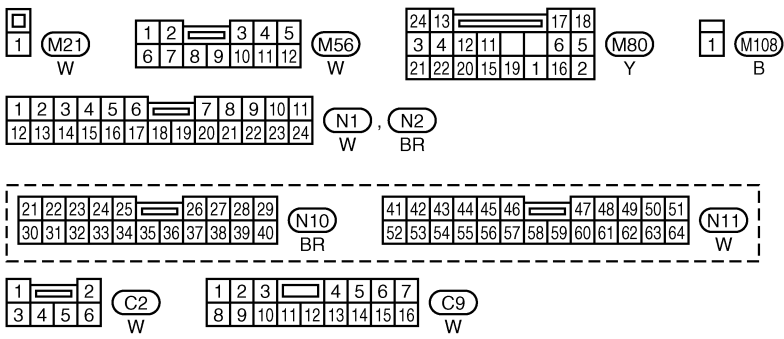 1 M21 W
1 2 3 4 5
6 7 8 9 10 11 12 M56 W
24 13 17 18
3 4 12 11 6 5
21 22 20 15 19 1 16 2 M80 Y
1 M108 B
1 2 3 4 5 6 7 8 9 10 11
12 13 14 15 16 17 18 19 20 21 22 23 24
N1 , N2
W BR
21 22 23 24 25 26 27 28 29
30 31 32 33 34 35 36 37 38 39 40 N10 BR
41 42 43 44 45 46 47 48 49 50 51
52 53 54 55 56 57 58 59 60 61 62 63 64 N11 W
1 2
3 4 5 6 C2 W
1 2 3 4 5 6 7
8 9 10 11 12 13 14 15 16 C9 W